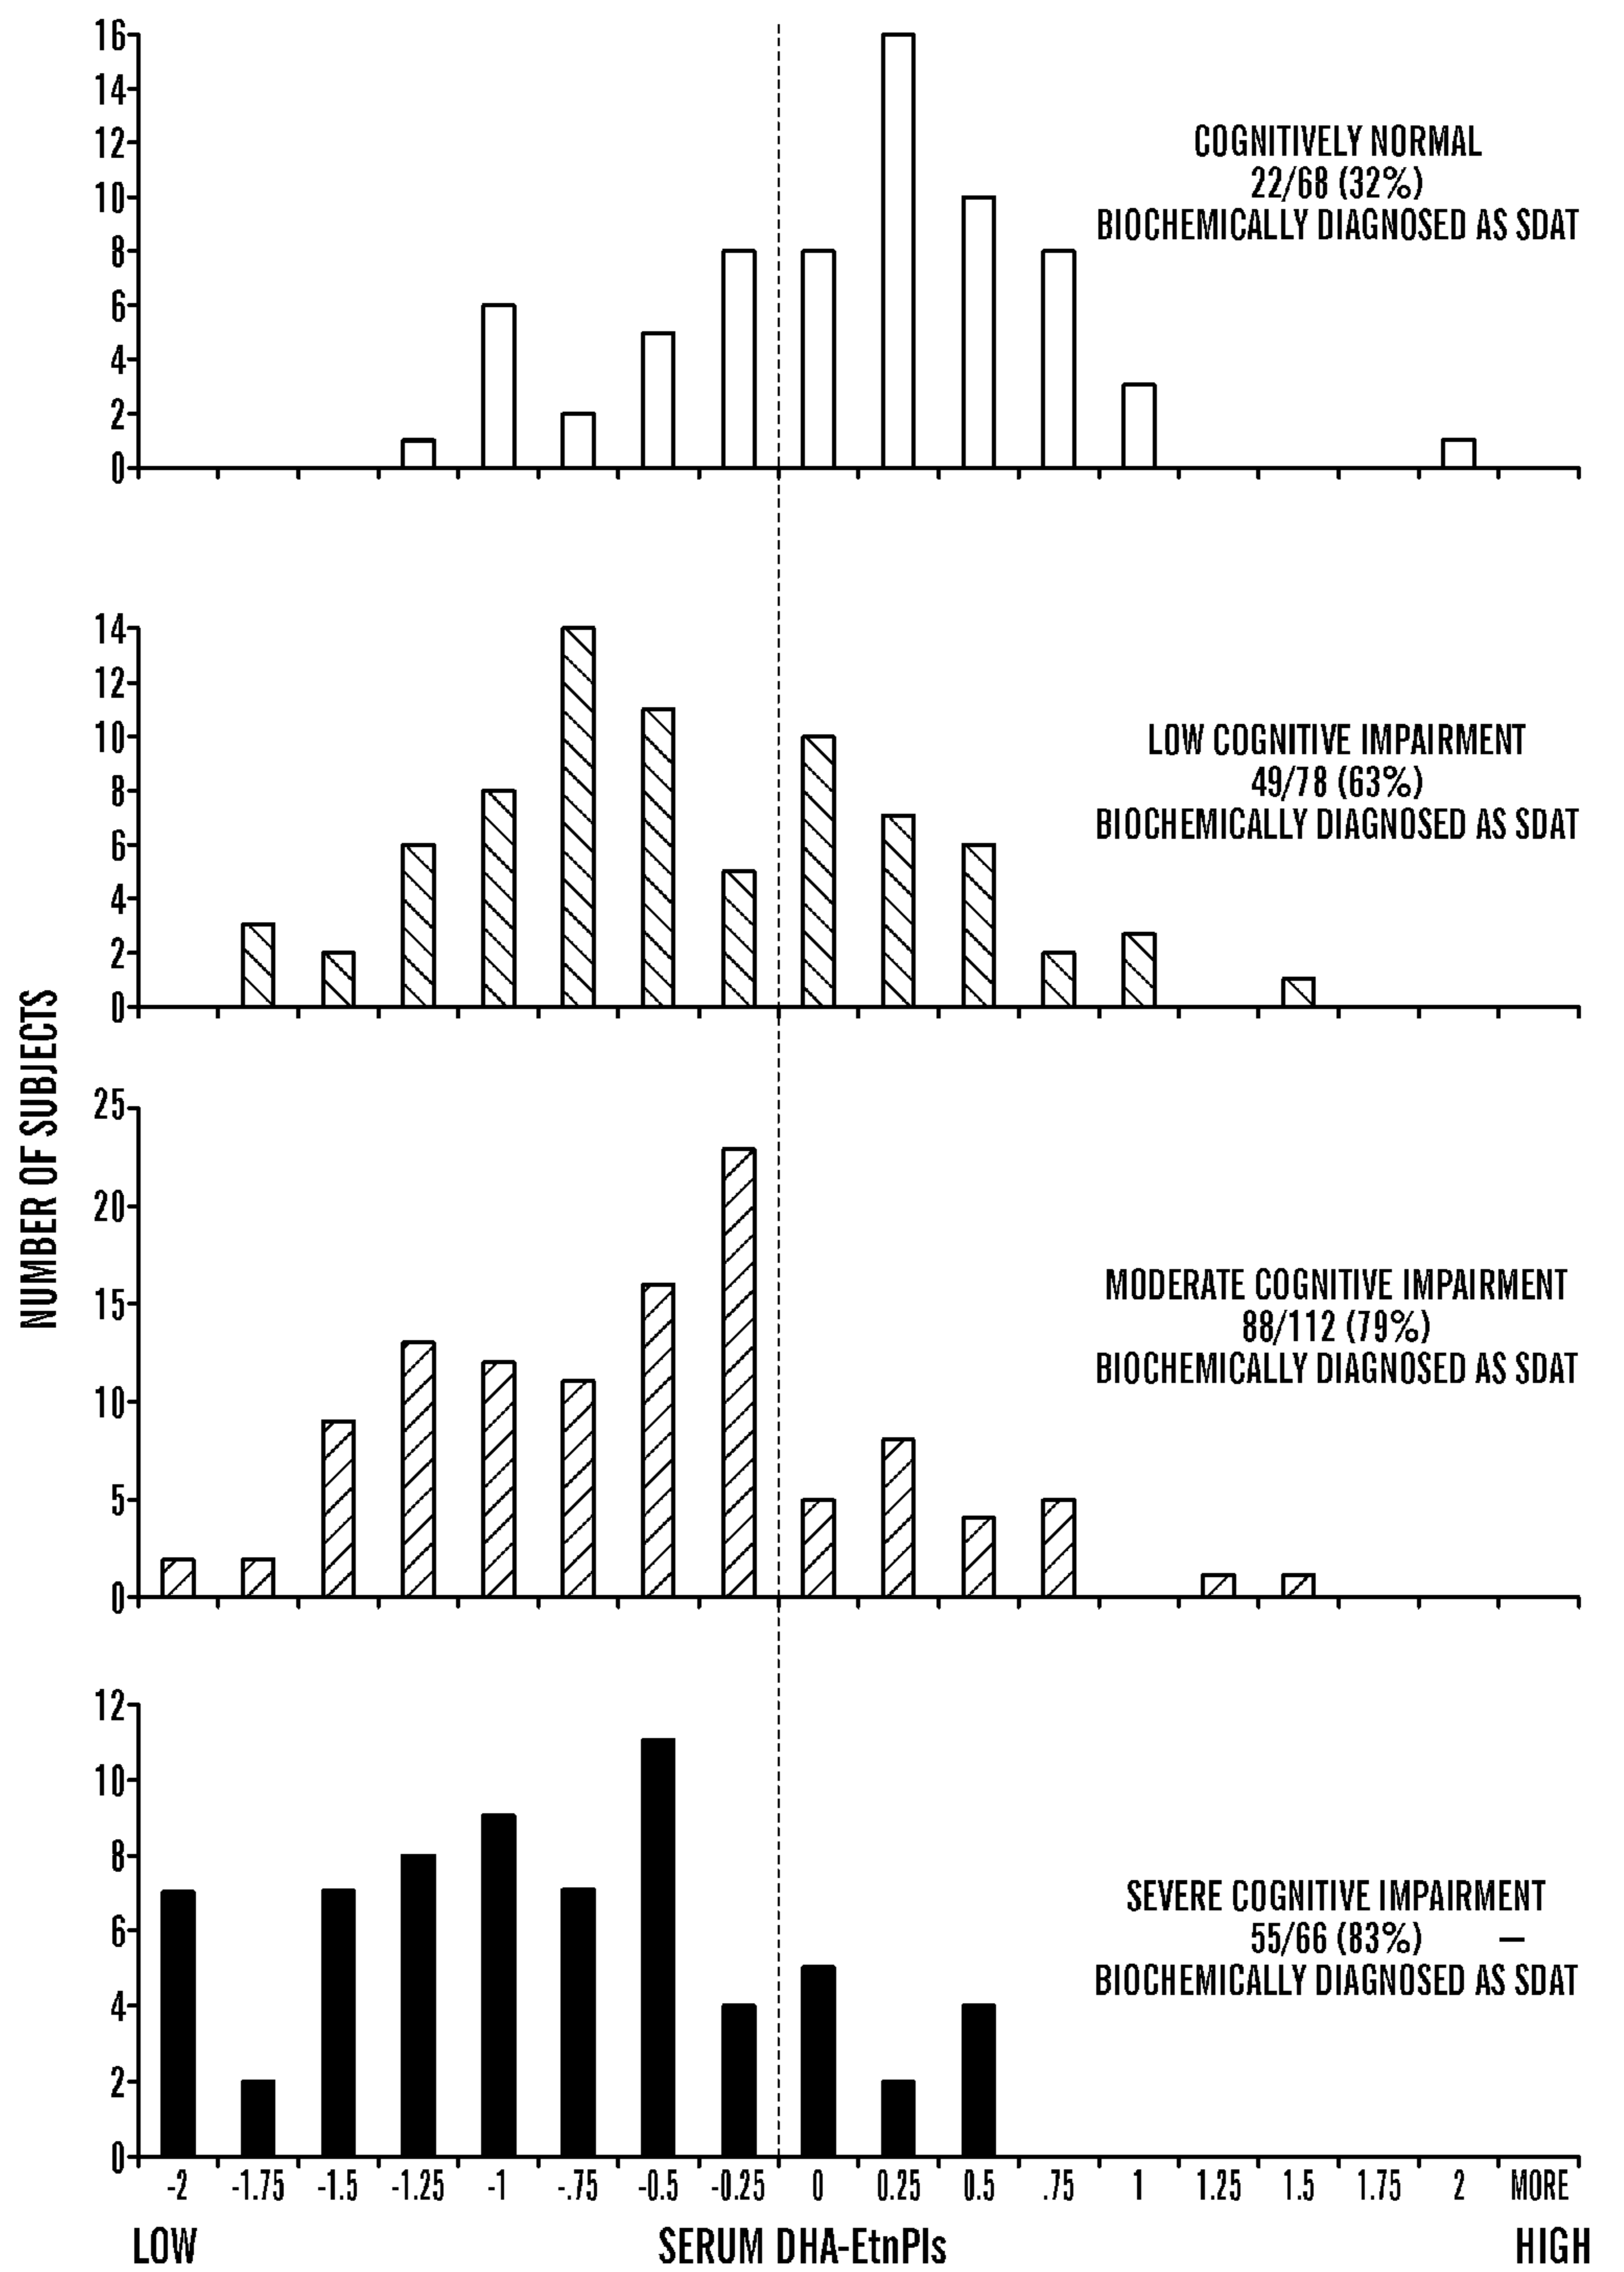 16
14
12
10
8
6
4
2
0
COGNITIVELY NORMAL
22/68 (32%)
BIOCHEMICALLY DIAGNOSED AS SDAT
14
12
10
8
6
4
2
0
LOW COGNITIVE IMPAIRMENT
49/78 (63%)
BIOCHEMICALLY DIAGNOSED AS SDAT
NUMBER OF SUBJECTS
25
20
15
10
5
0
MODERATE COGNITIVE IMPAIRMENT
88/112 (79%)
BIOCHEMICALLY DIAGNOSED AS SDAT
12
10
8
6
4
2
0
SEVERE COGNITIVE IMPAIRMENT
55/66 (83%) —
BIOCHEMICALLY DIAGNOSED AS SDAT
-2 -1.75 -1.5 -1.25 -1 -.75 -0.5 -0.25 0 0.25 0.5 .75 1 1.25 1.5 1.75 2 MORE
LOW SERUM DHA-EtnPls HIGH